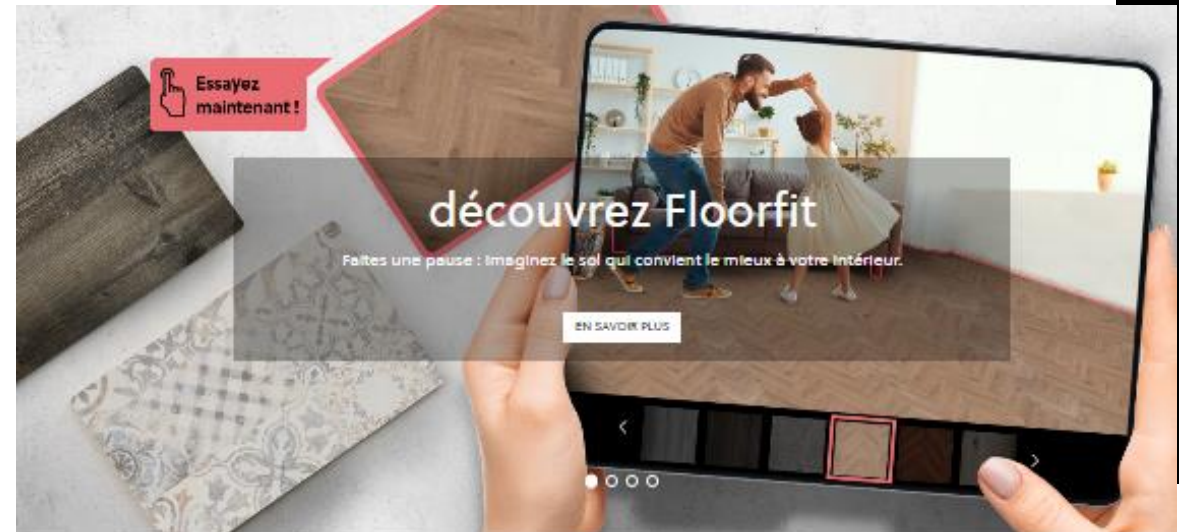 Essayez
maintenant !
découvrez Floorfit
Faites une pause : imaginez le sol qui convient le mieux à votre intérieur.
EN SAVOIR PLUS